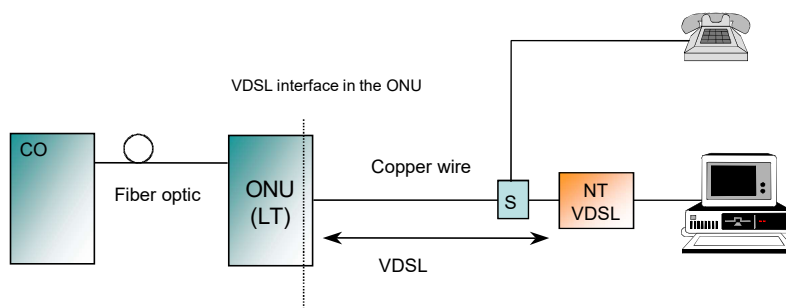 VDSL interface in the ONU
CO
Fiber optic
ONU
(LT)
Copper wire
S
NT
VDSL
VDSL